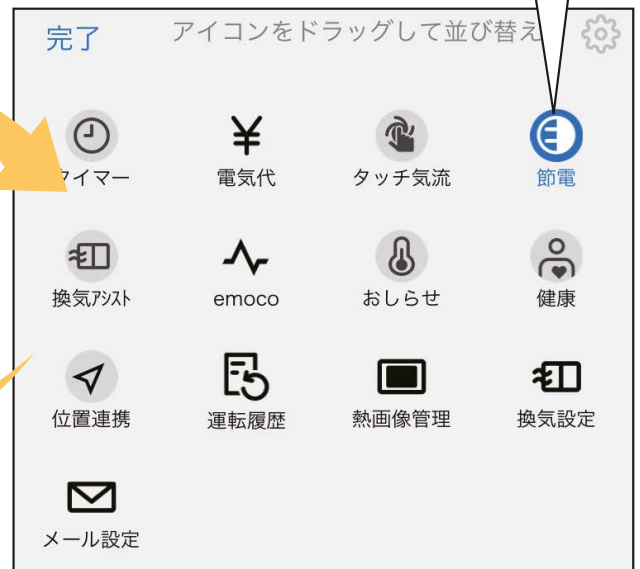 完了 アイコンをドラッグして並び替え
タイマー 電気代 タッチ気流 節電
換気アシスト emoco おしらせ 健康
位置連携 運転履歴 熱画像管理 換気設定
メール設定